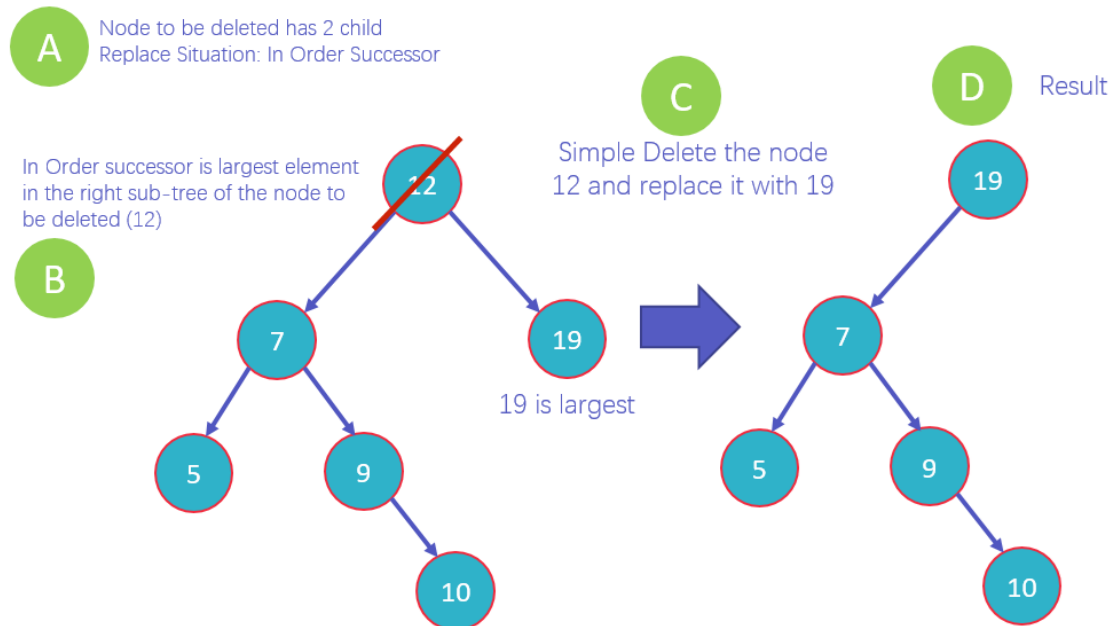 A
Node to be deleted has 2 child
Replace Situation: In Order Successor
In Order successor is largest element
in the right sub-tree of the node to
be deleted (12)
B
12
7
19
19 is largest
5
9
10
C
Simple Delete the node
12 and replace it with 19
D
Result
19
7
5
9
10